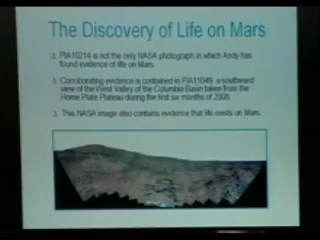 The Discovery of Life on Mars
3. PIA10214 is not the only NASA photograph in which Andy has
found evidence of life on Mars.
3. Corroborating evidence is contained in PIA11049, a southward
view of the West Valley of the Columbia Basin taken from the
Home Plate Plateau during the first six months of 2008.
3. This NASA image also contains evidence that life exists on Mars.